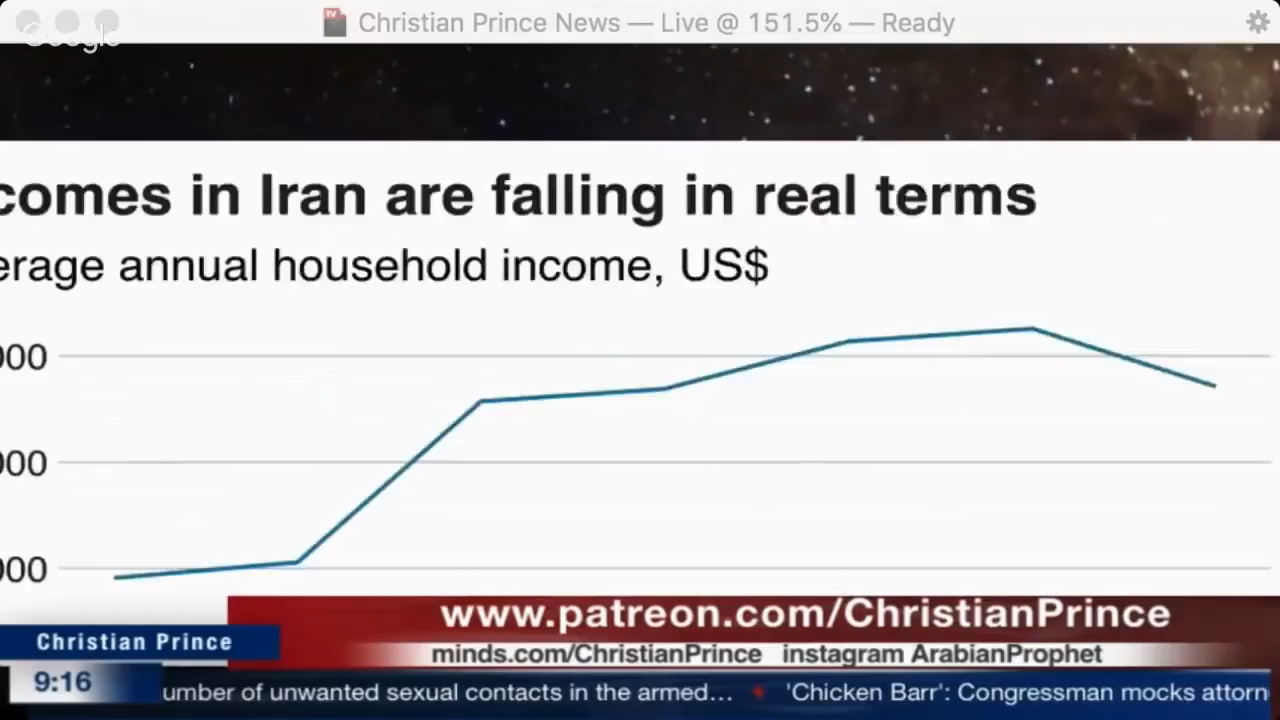 Christian Prince News — Live @ 151.5% — Ready
TV
Google
comes in Iran are falling in real terms
erage annual household income, US$
000
000
000
www.patreon.com/ChristianPrince
Christian Prince
minds.com/ChristianPrince instagram ArabianProphet
9:16
umber of unwanted sexual contacts in the armed... • 'Chicken Barr': Congressman mocks attorn